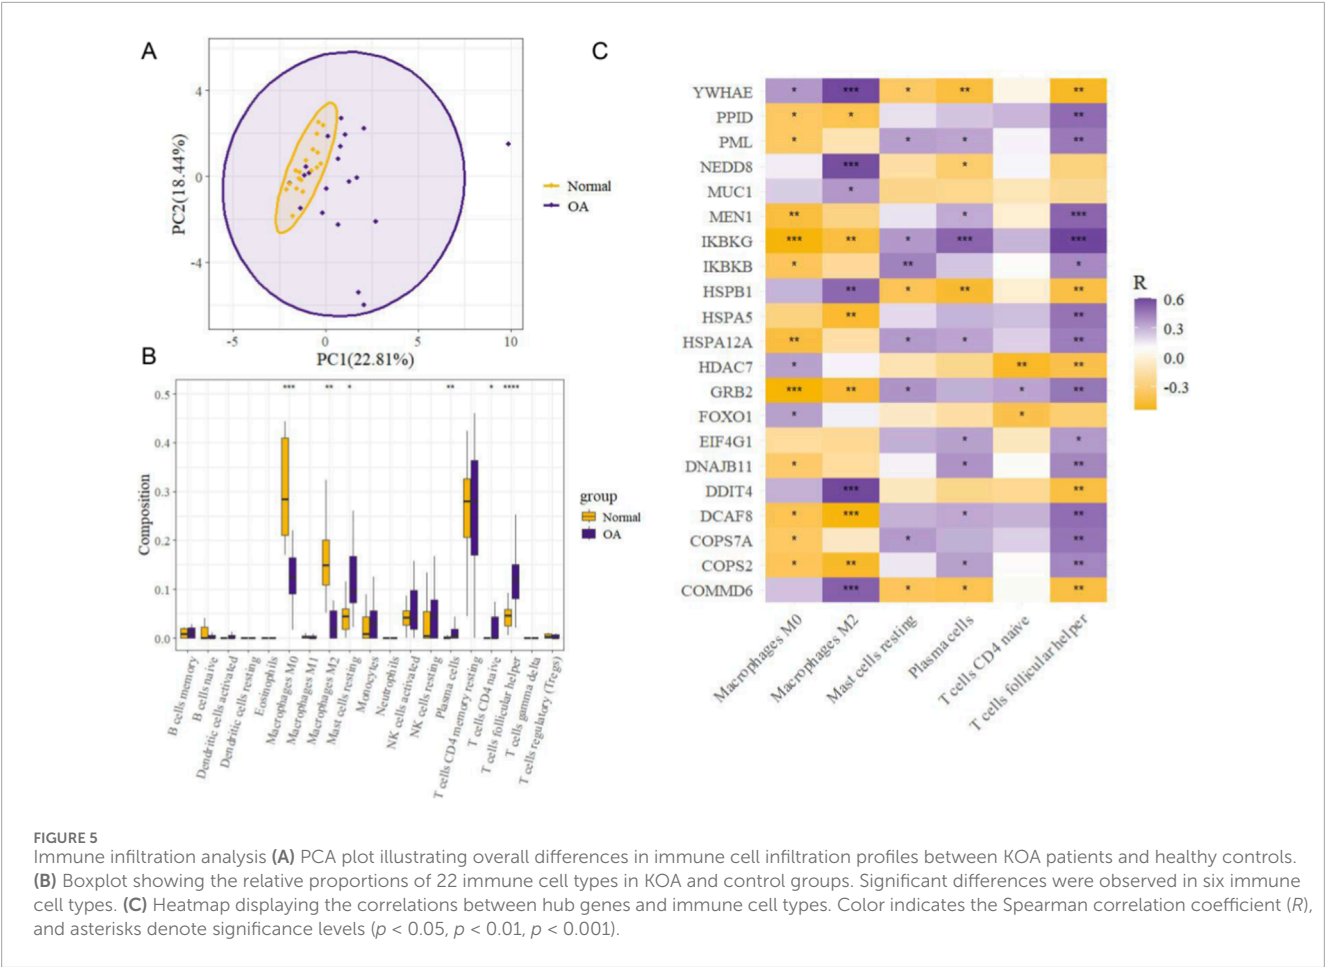 A
4
0
-4
PC2(18.44%)
-5
0
5
10
PC1(22.81%)
Normal
OA
B
0.5
0.4
0.3
0.2
0.1
0.0
Composition
*** ** * ** * ****
B cells memory
B cells naive
Dendritic cells activated
Dendritic cells resting
Eosinophils
Macrophages M0
Macrophages M1
Macrophages M2
Mast cells resting
Monocytes
Neutrophils
NK cells activated
NK cells resting
Plasma cells
T cells CD4 memory resting
T cells CD4 naive
T cells follicular helper
T cells gamma delta
T cells regulatory (Tregs)
group
Normal
OA
C
YWHAE * *** * ** **
PPID * * **
PML * * * **
NEDD8 *** *
MUC1 *
MEN1 ** * ***
IKBKG *** ** * *** ***
IKBKB * ** *
HSPB1 ** * ** **
HSPA5 ** **
HSPA12A ** * * **
HDAC7 * ** **
GRB2 *** ** * * **
FOXO1 * *
EIF4G1 * *
DNAJB11 * * **
DDIT4 *** **
DCAF8 * *** * **
COPS7A * * **
COPS2 * ** * **
COMMD6 *** * * **
Macrophages M0
Macrophages M2
Mast cells resting
Plasma cells
T cells CD4 naive
T cells follicular helper
R
0.6
0.3
0.0
-0.3
FIGURE 5
Immune infiltration analysis (A) PCA plot illustrating overall differences in immune cell infiltration profiles between KOA patients and healthy controls.
(B) Boxplot showing the relative proportions of 22 immune cell types in KOA and control groups. Significant differences were observed in six immune
cell types. (C) Heatmap displaying the correlations between hub genes and immune cell types. Color indicates the Spearman correlation coefficient (R),
and asterisks denote significance levels (p < 0.05, p < 0.01, p < 0.001).